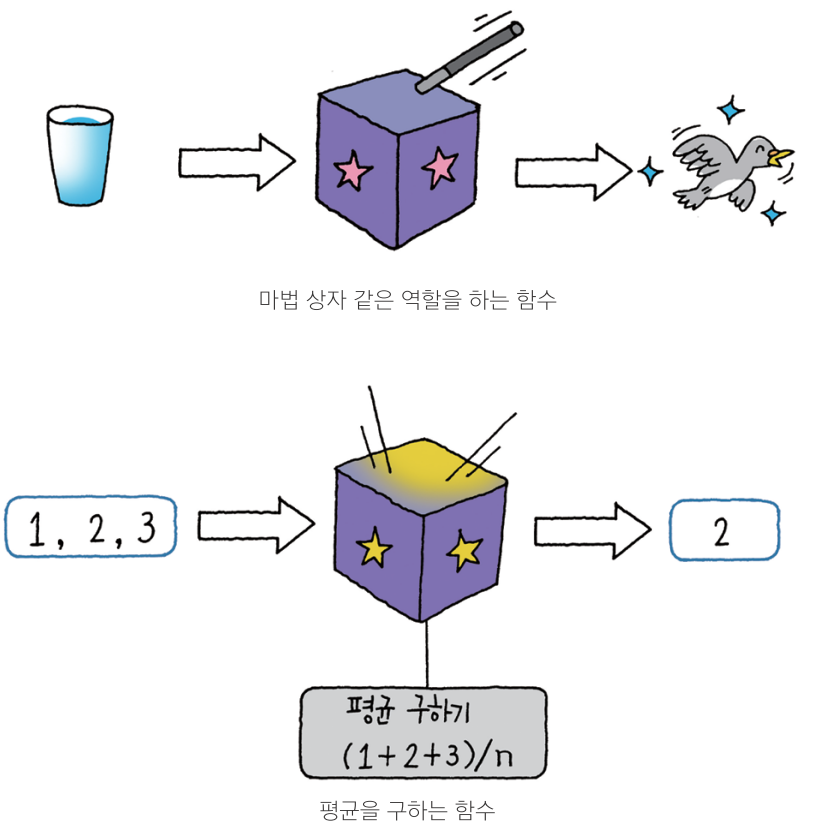 마법 상자 같은 역할을 하는 함수
1, 2, 3
2
평균 구하기
(1+2+3)/n
평균을 구하는 함수